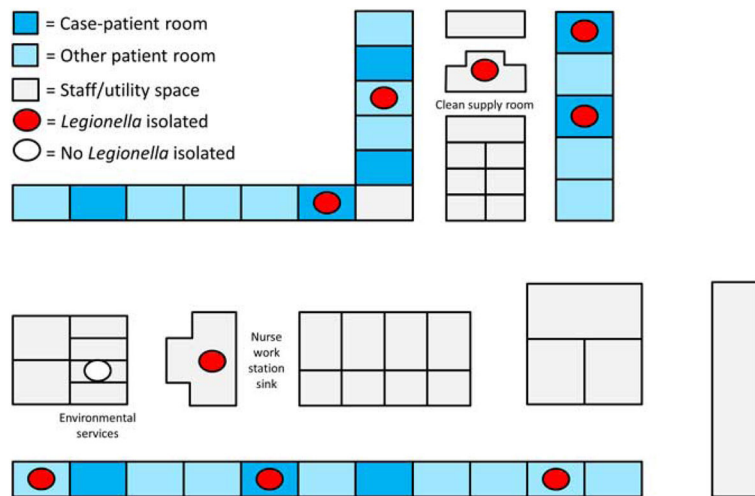 = Case-patient room
= Other patient room
= Staff/utility space
= Legionella isolated
= No Legionella isolated
Clean supply room
Nurse
work
station
sink
Environmental
services